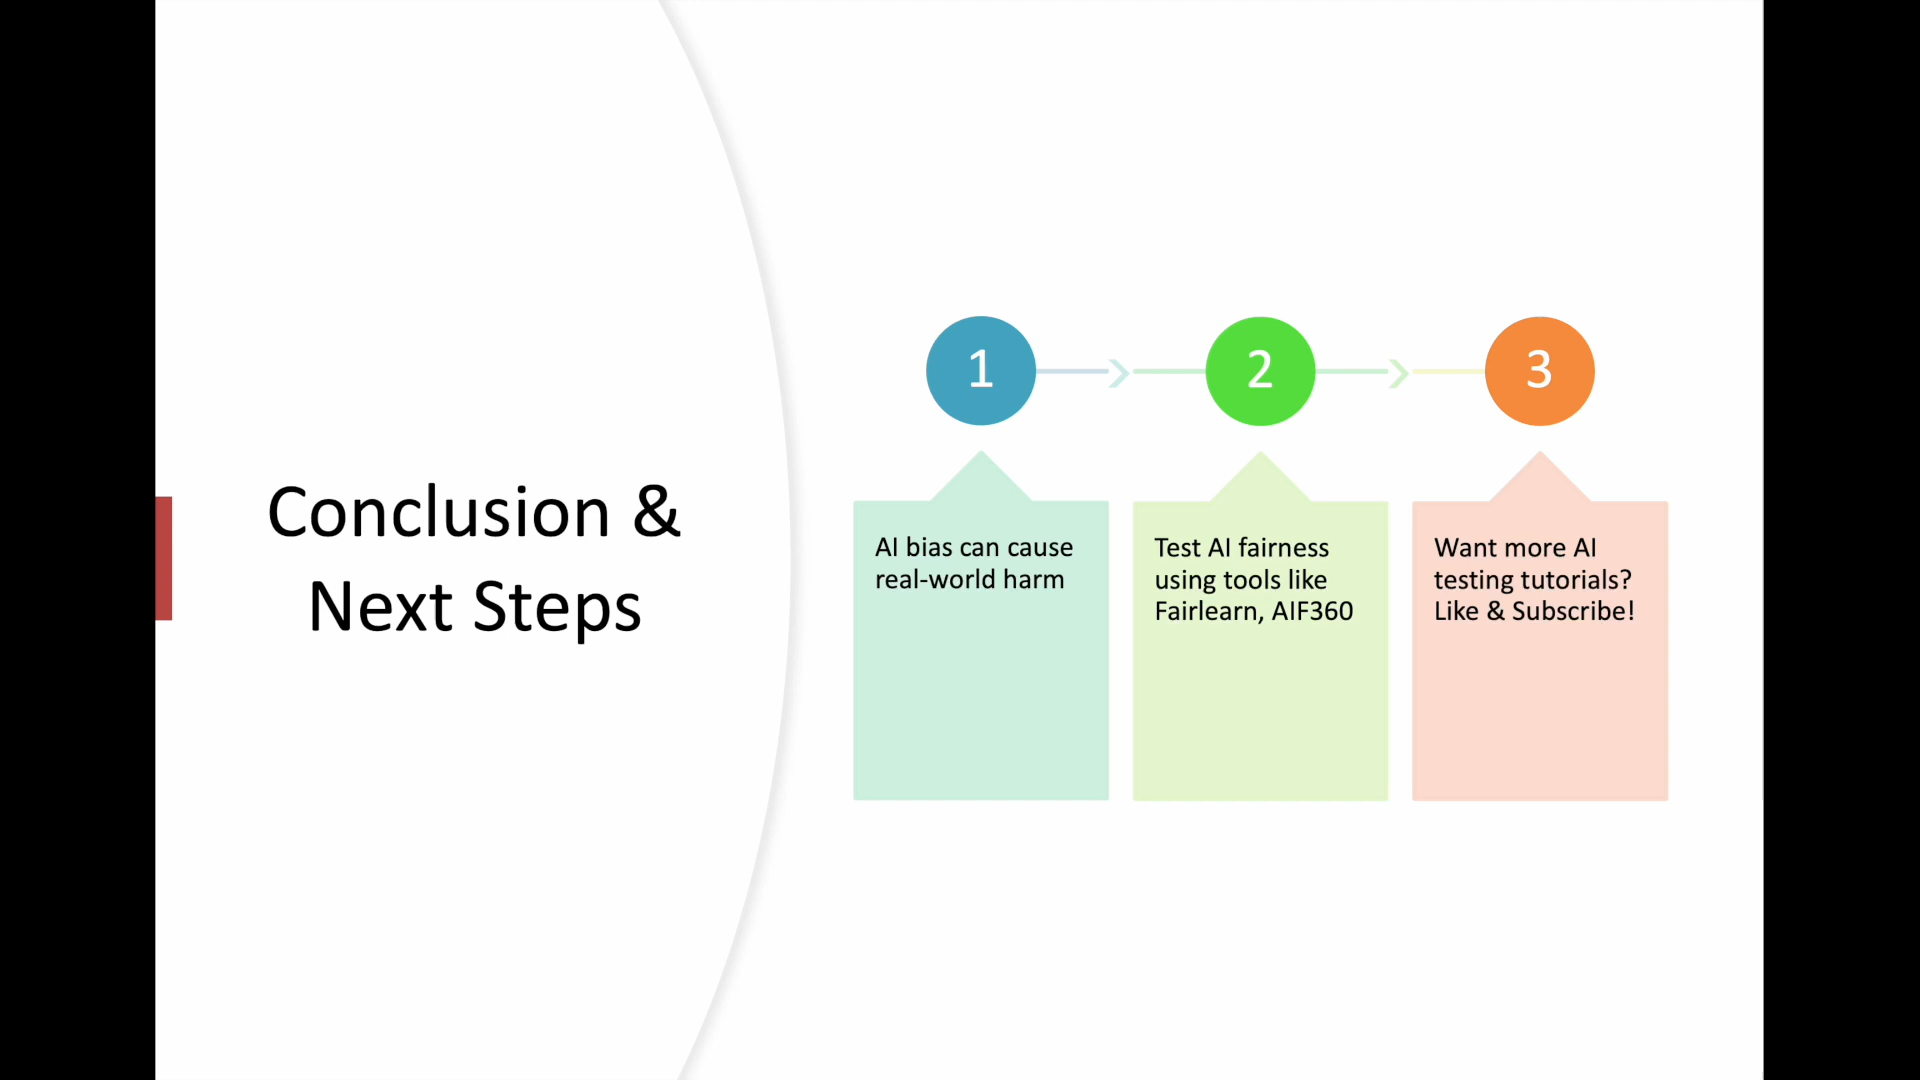 Conclusion &
Next Steps
1
2
3
AI bias can cause
real-world harm
Test AI fairness
using tools like
Fairlearn, AIF360
Want more AI
testing tutorials?
Like & Subscribe!